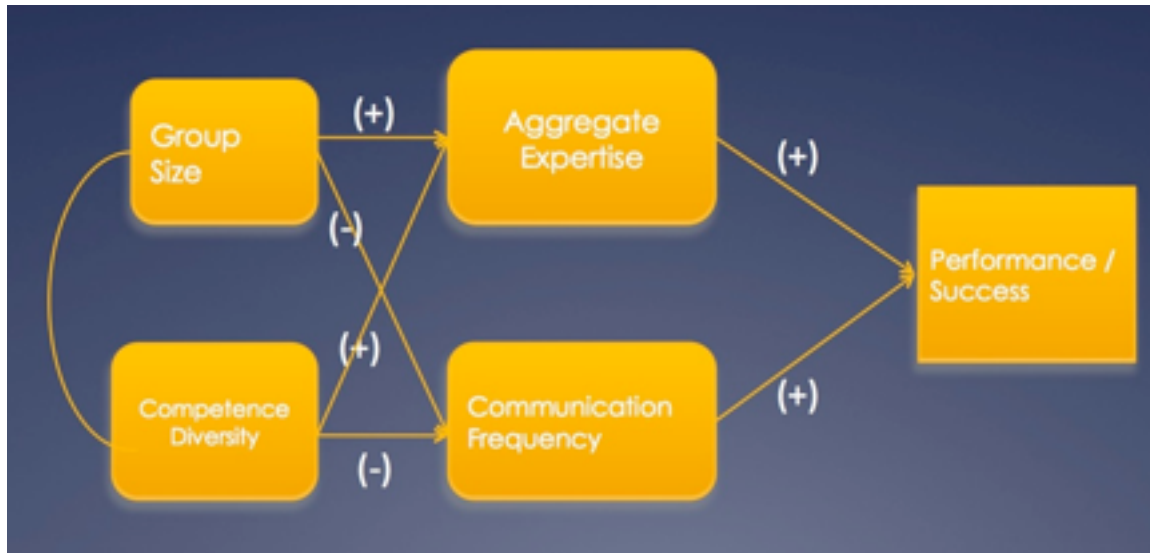 Group
Size
(+)
Aggregate
Expertise
(+)
(-)
Performance /
Success
(+)
Competence
Diversity
Communication
Frequency
(+)
(-)